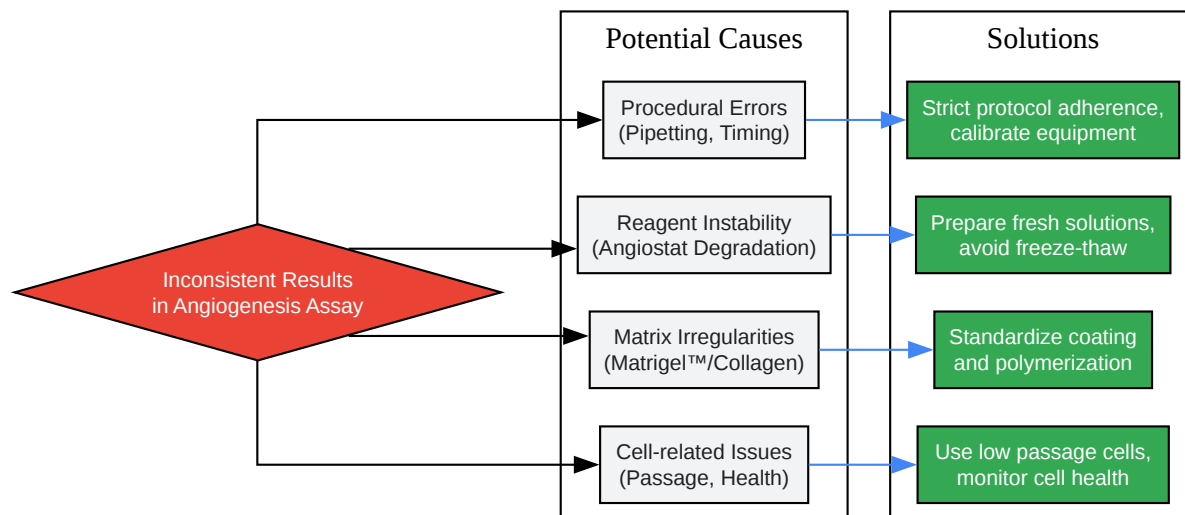 Potential Causes
Solutions
Inconsistent Results
in Angiogenesis Assay
Procedural Errors
(Pipetting, Timing)
Strict protocol adherence,
calibrate equipment
Reagent Instability
(Angiostat Degradation)
Prepare fresh solutions,
avoid freeze-thaw
Matrix Irregularities
(Matrigel™/Collagen)
Standardize coating
and polymerization
Cell-related Issues
(Passage, Health)
Use low passage cells,
monitor cell health